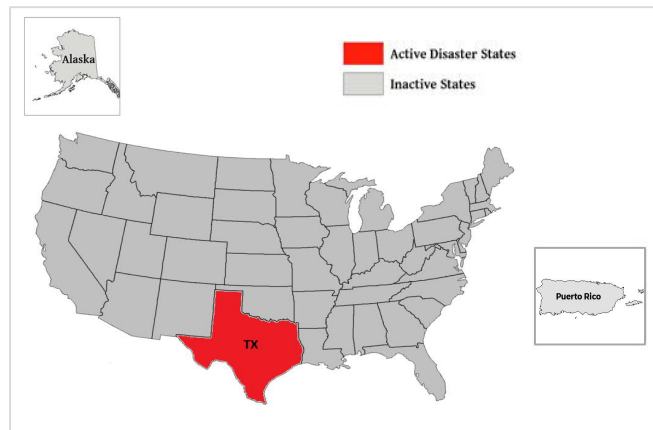 Alaska
Active Disaster States
Inactive States
Puerto Rico
TX